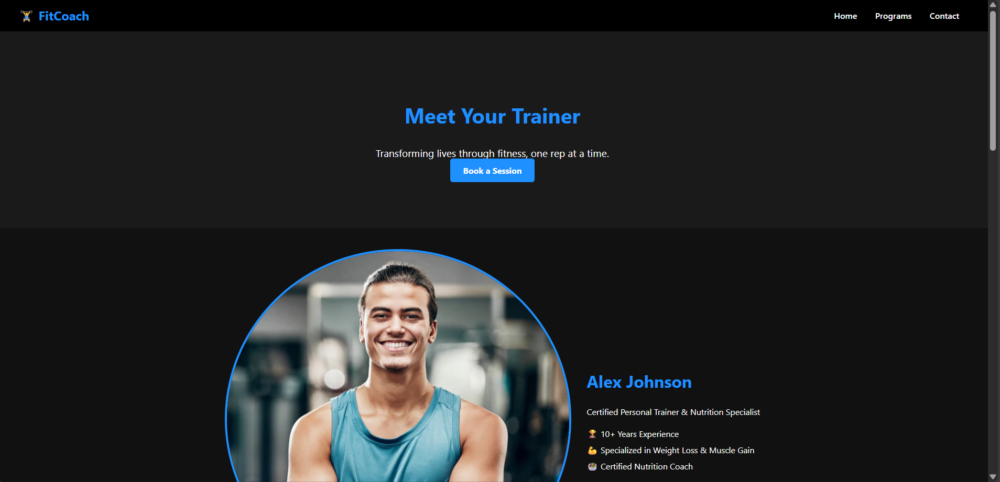 FitCoach
Home Programs Contact
Meet Your Trainer
Transforming lives through fitness, one rep at a time.
Book a Session
Alex Johnson
Certified Personal Trainer & Nutrition Specialist
🏆 10+ Years Experience
💪 Specialized in Weight Loss & Muscle Gain
🥗 Certified Nutrition Coach